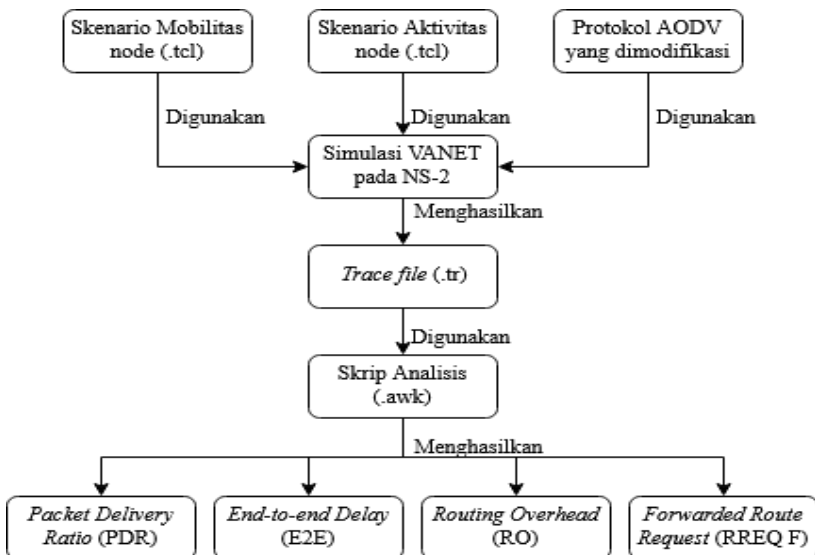 Skenario Mobilitas
node (.tcl)
Skenario Aktivitas
node (.tcl)
Protokol AODV
yang dimodifikasi
Digunakan
Digunakan
Digunakan
Simulasi VANET
pada NS-2
Menghasilkan
Trace file (.tr)
Digunakan
Skrip Analisis
(.awk)
Menghasilkan
Packet Delivery
Ratio (PDR)
End-to-end Delay
(E2E)
Routing Overhead
(RO)
Forwarded Route
Request (RREQ F)